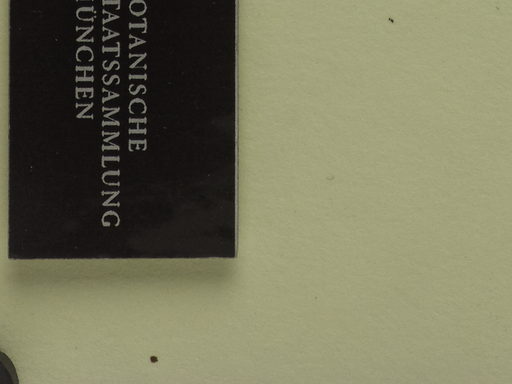 OTANISCHE
TAATSSAMMLUNG
ÜNCHEN